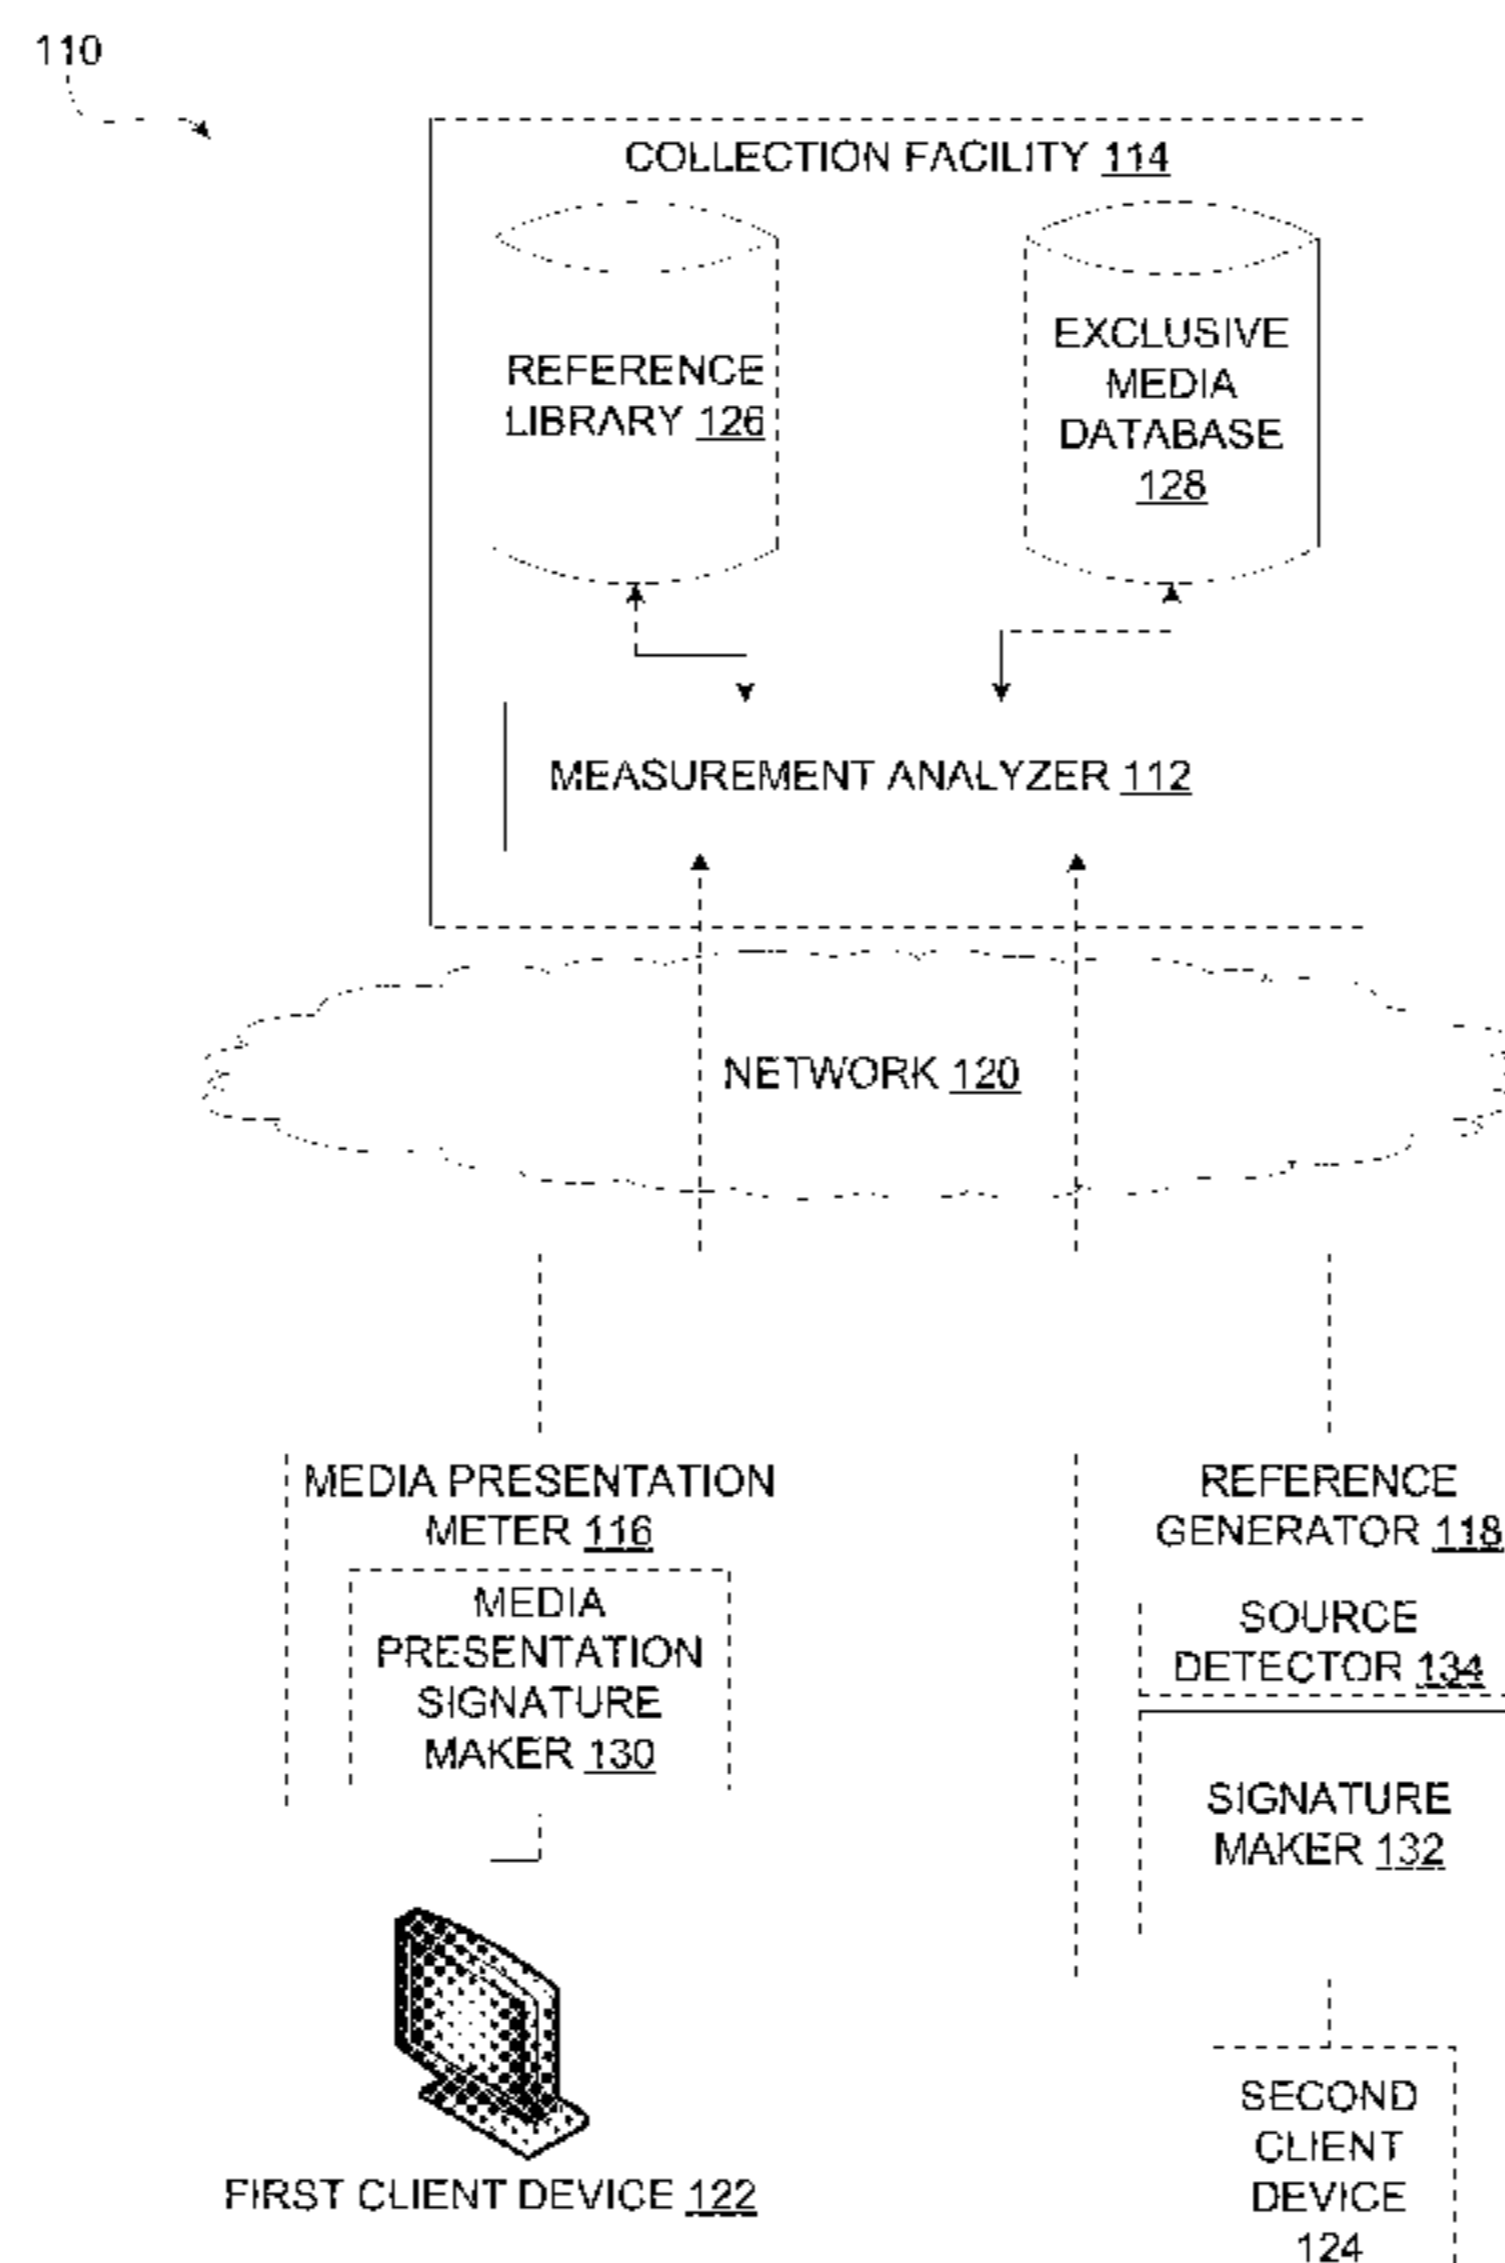 110
COLLECTION FACILITY 114
REFERENCE
LIBRARY 126
EXCLUSIVE
MEDIA
DATABASE
128
MEASUREMENT ANALYZER 112
NETWORK 120
MEDIA PRESENTATION
METER 116
MEDIA
PRESENTATION
SIGNATURE
MAKER 130
REFERENCE
GENERATOR 118
SOURCE
DETECTOR 134
SIGNATURE
MAKER 132
FIRST CLIENT DEVICE 122
SECOND
CLIENT
DEVICE
124